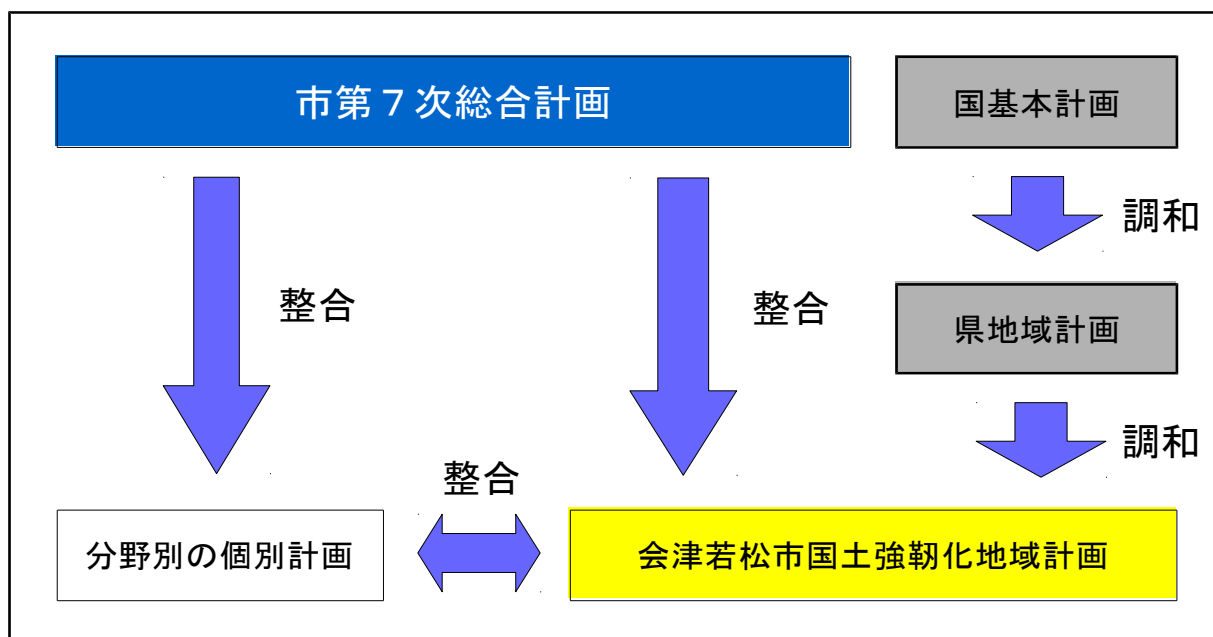 市第７次総合計画
国基本計画
調和
整合
整合
県地域計画
調和
整合
分野別の個別計画
会津若松市国土強靭化地域計画